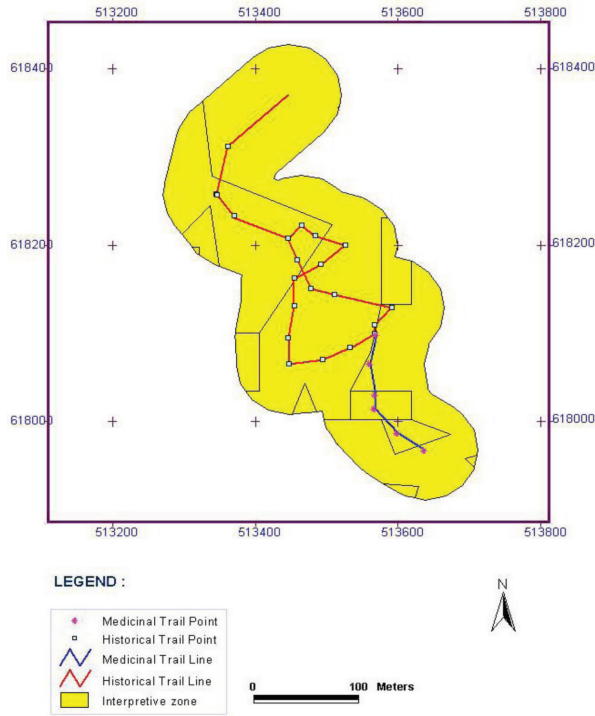 513200 513400 513600 513800
618400 618400
618200 618200
618000 618000
513200 513400 513600 513800
LEGEND :
Medicinal Trail Point
Historical Trail Point
Medicinal Trail Line
Historical Trail Line
Interpretive zone
N
0 100 Meters